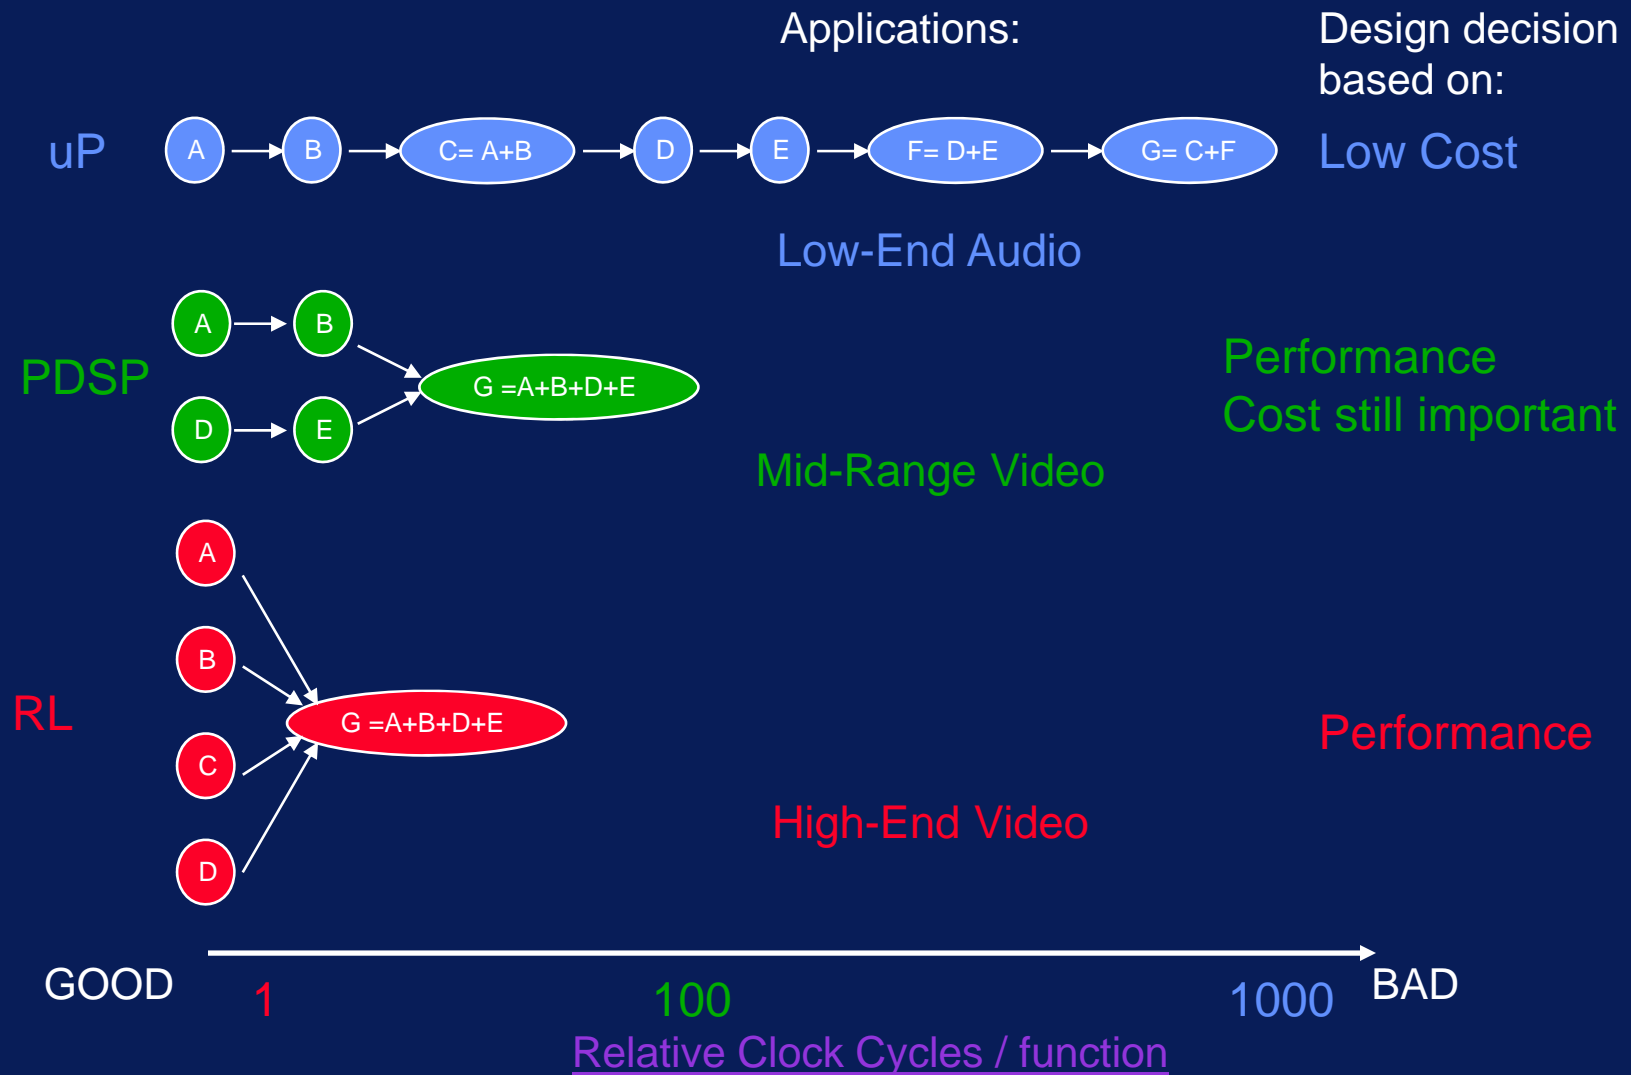 Applications:
Design decision
based on:
uP
A
B
C= A+B
D
E
F= D+E
G= C+F
Low Cost
Low-End Audio
PDSP
A
B
D
E
G =A+B+D+E
Performance
Cost still important
Mid-Range Video
RL
A
B
C
D
G =A+B+D+E
Performance
High-End Video
GOOD
1
100
1000
BAD
Relative Clock Cycles / function